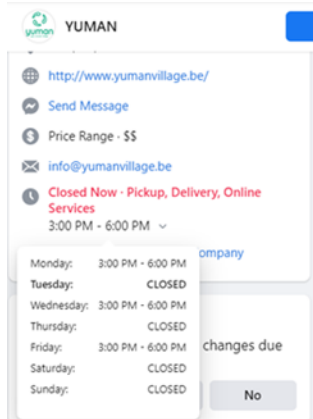 yuman
YUMAN
http://www.yumanvillage.be/
Send Message
Price Range · $$
info@yumanvillage.be
Closed Now · Pickup, Delivery, Online
Services
3:00 PM - 6:00 PM
ompany
Monday: 3:00 PM - 6:00 PM
Tuesday: CLOSED
Wednesday: 3:00 PM - 6:00 PM
Thursday: CLOSED
Friday: 3:00 PM - 6:00 PM
Saturday: CLOSED
Sunday: CLOSED
changes due
No